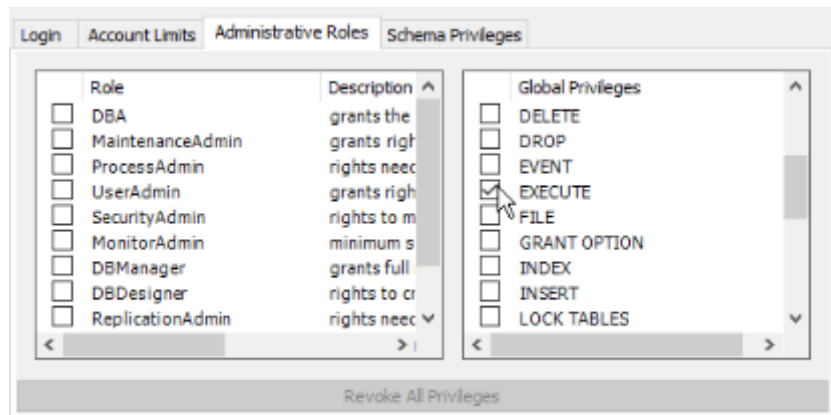 Login Account Limits Administrative Roles Schema Privileges
Role Description
DBA grants the
MaintenanceAdmin grants righ
ProcessAdmin rights need
UserAdmin grants righ
SecurityAdmin rights to m
MonitorAdmin minimum s
DBManager grants full
DBDesigner rights to cr
ReplicationAdmin rights need
Global Privileges
DELETE
DROP
EVENT
EXECUTE
FILE
GRANT OPTION
INDEX
INSERT
LOCK TABLES
Revoke All Privileges